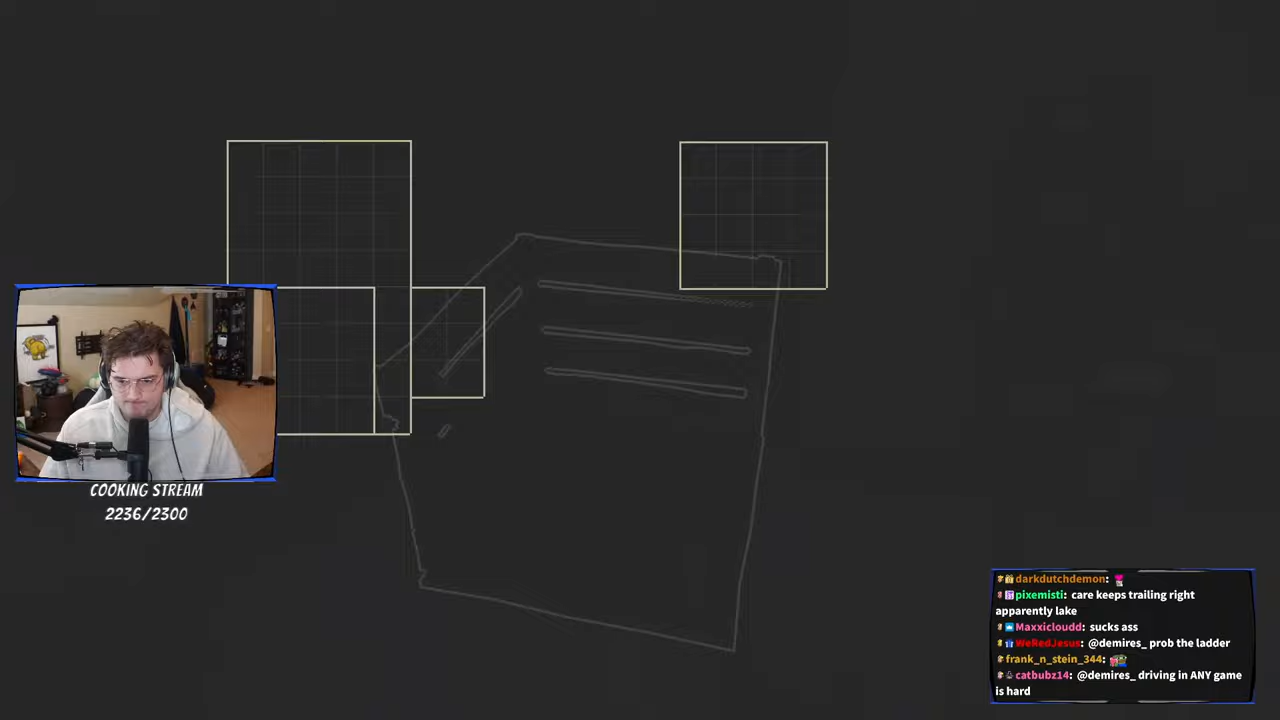 COOKING STREAM
2236/2300
darkdutchdemon:
pixemisti: care keeps trailing right
apparently lake
Maxxicloudd: sucks ass
WeRedJesus: @demires_ prob the ladder
frank_n_stein_344:
catbubz14: @demires_ driving in ANY game
is hard